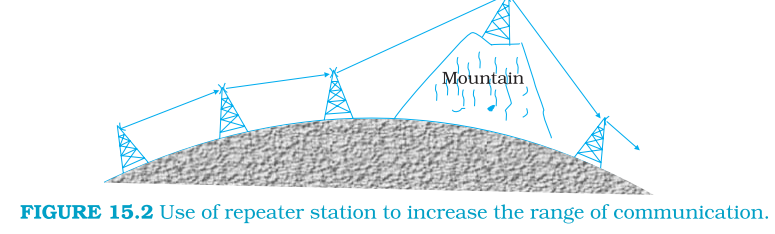 Mountain
FIGURE 15.2 Use of repeater station to increase the range of communication.